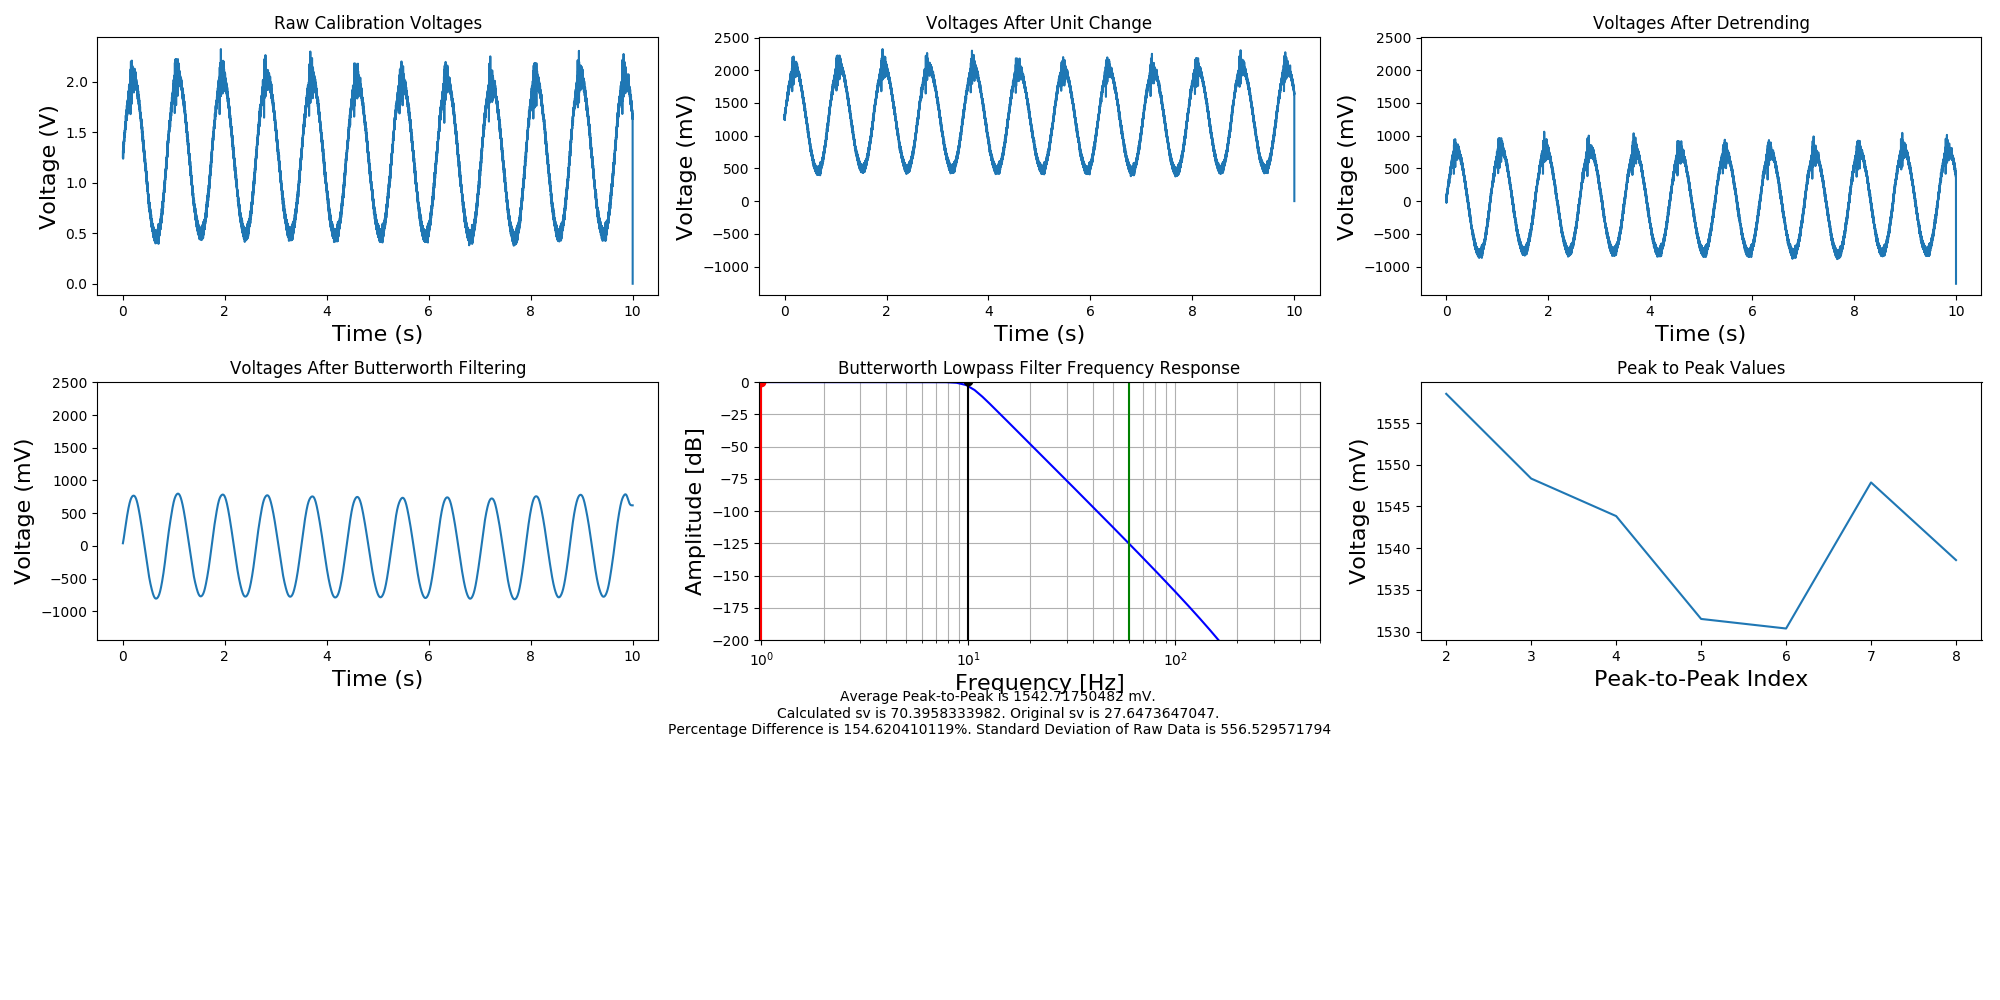 Raw Calibration Voltages
Voltage (V)
2.0
1.5
1.0
0.5
0.0
0 2 4 6 8 10
Time (s)
Voltages After Unit Change
Voltage (mV)
2500
2000
1500
1000
500
0
−500
−1000
0 2 4 6 8 10
Time (s)
Voltages After Detrending
Voltage (mV)
2500
2000
1500
1000
500
0
−500
−1000
0 2 4 6 8 10
Time (s)
Voltages After Butterworth Filtering
Voltage (mV)
2500
2000
1500
1000
500
0
−500
−1000
0 2 4 6 8 10
Time (s)
Butterworth Lowpass Filter Frequency Response
Amplitude [dB]
0
−25
−50
−75
−100
−125
−150
−175
−200
10⁰ 10¹ 10²
Frequency [Hz]
Peak to Peak Values
Voltage (mV)
1555
1550
1545
1540
1535
1530
2 3 4 5 6 7 8
Peak-to-Peak Index
Average Peak-to-Peak is 1542.71750482 mV.
Calculated sv is 70.3958333982. Original sv is 27.6473647047.
Percentage Difference is 154.620410119%. Standard Deviation of Raw Data is 556.529571794